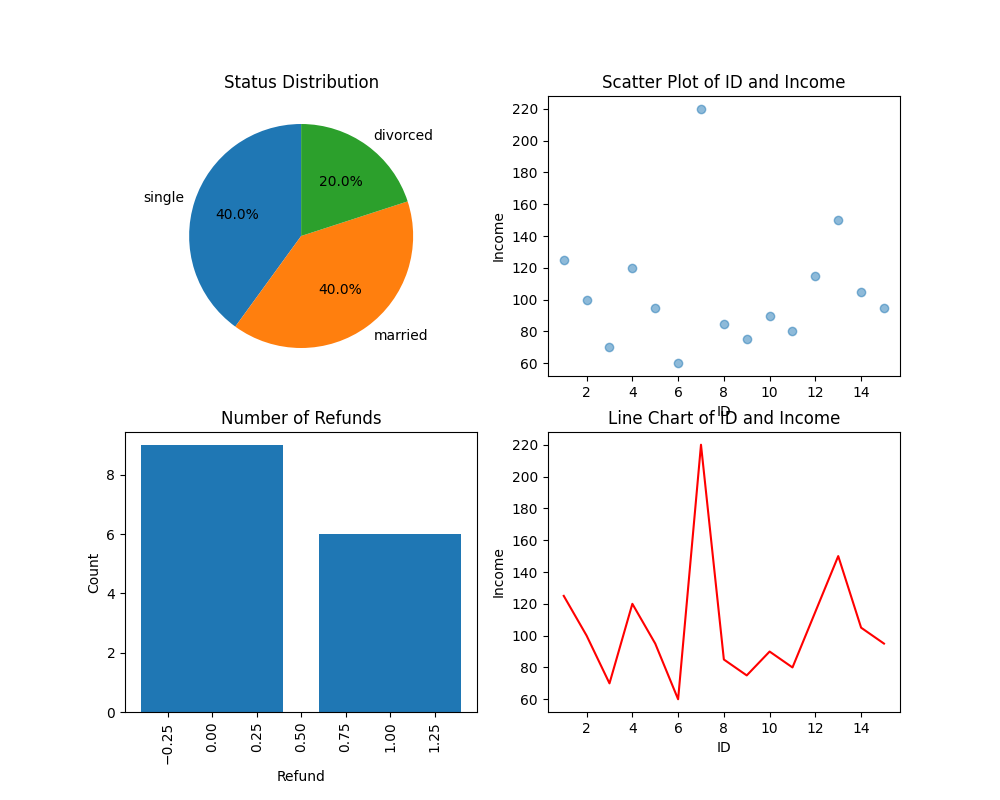 Status Distribution
divorced
20.0%
single
40.0%
40.0%
married
Scatter Plot of ID and Income
220
200
180
160
140
120
100
80
60
Income
2 4 6 8 10 12 14
ID
Number of Refunds
8
6
4
2
0
Count
−0.25 0.00 0.25 0.50 0.75 1.00 1.25
Refund
Line Chart of ID and Income
220
200
180
160
140
120
100
80
60
Income
2 4 6 8 10 12 14
ID